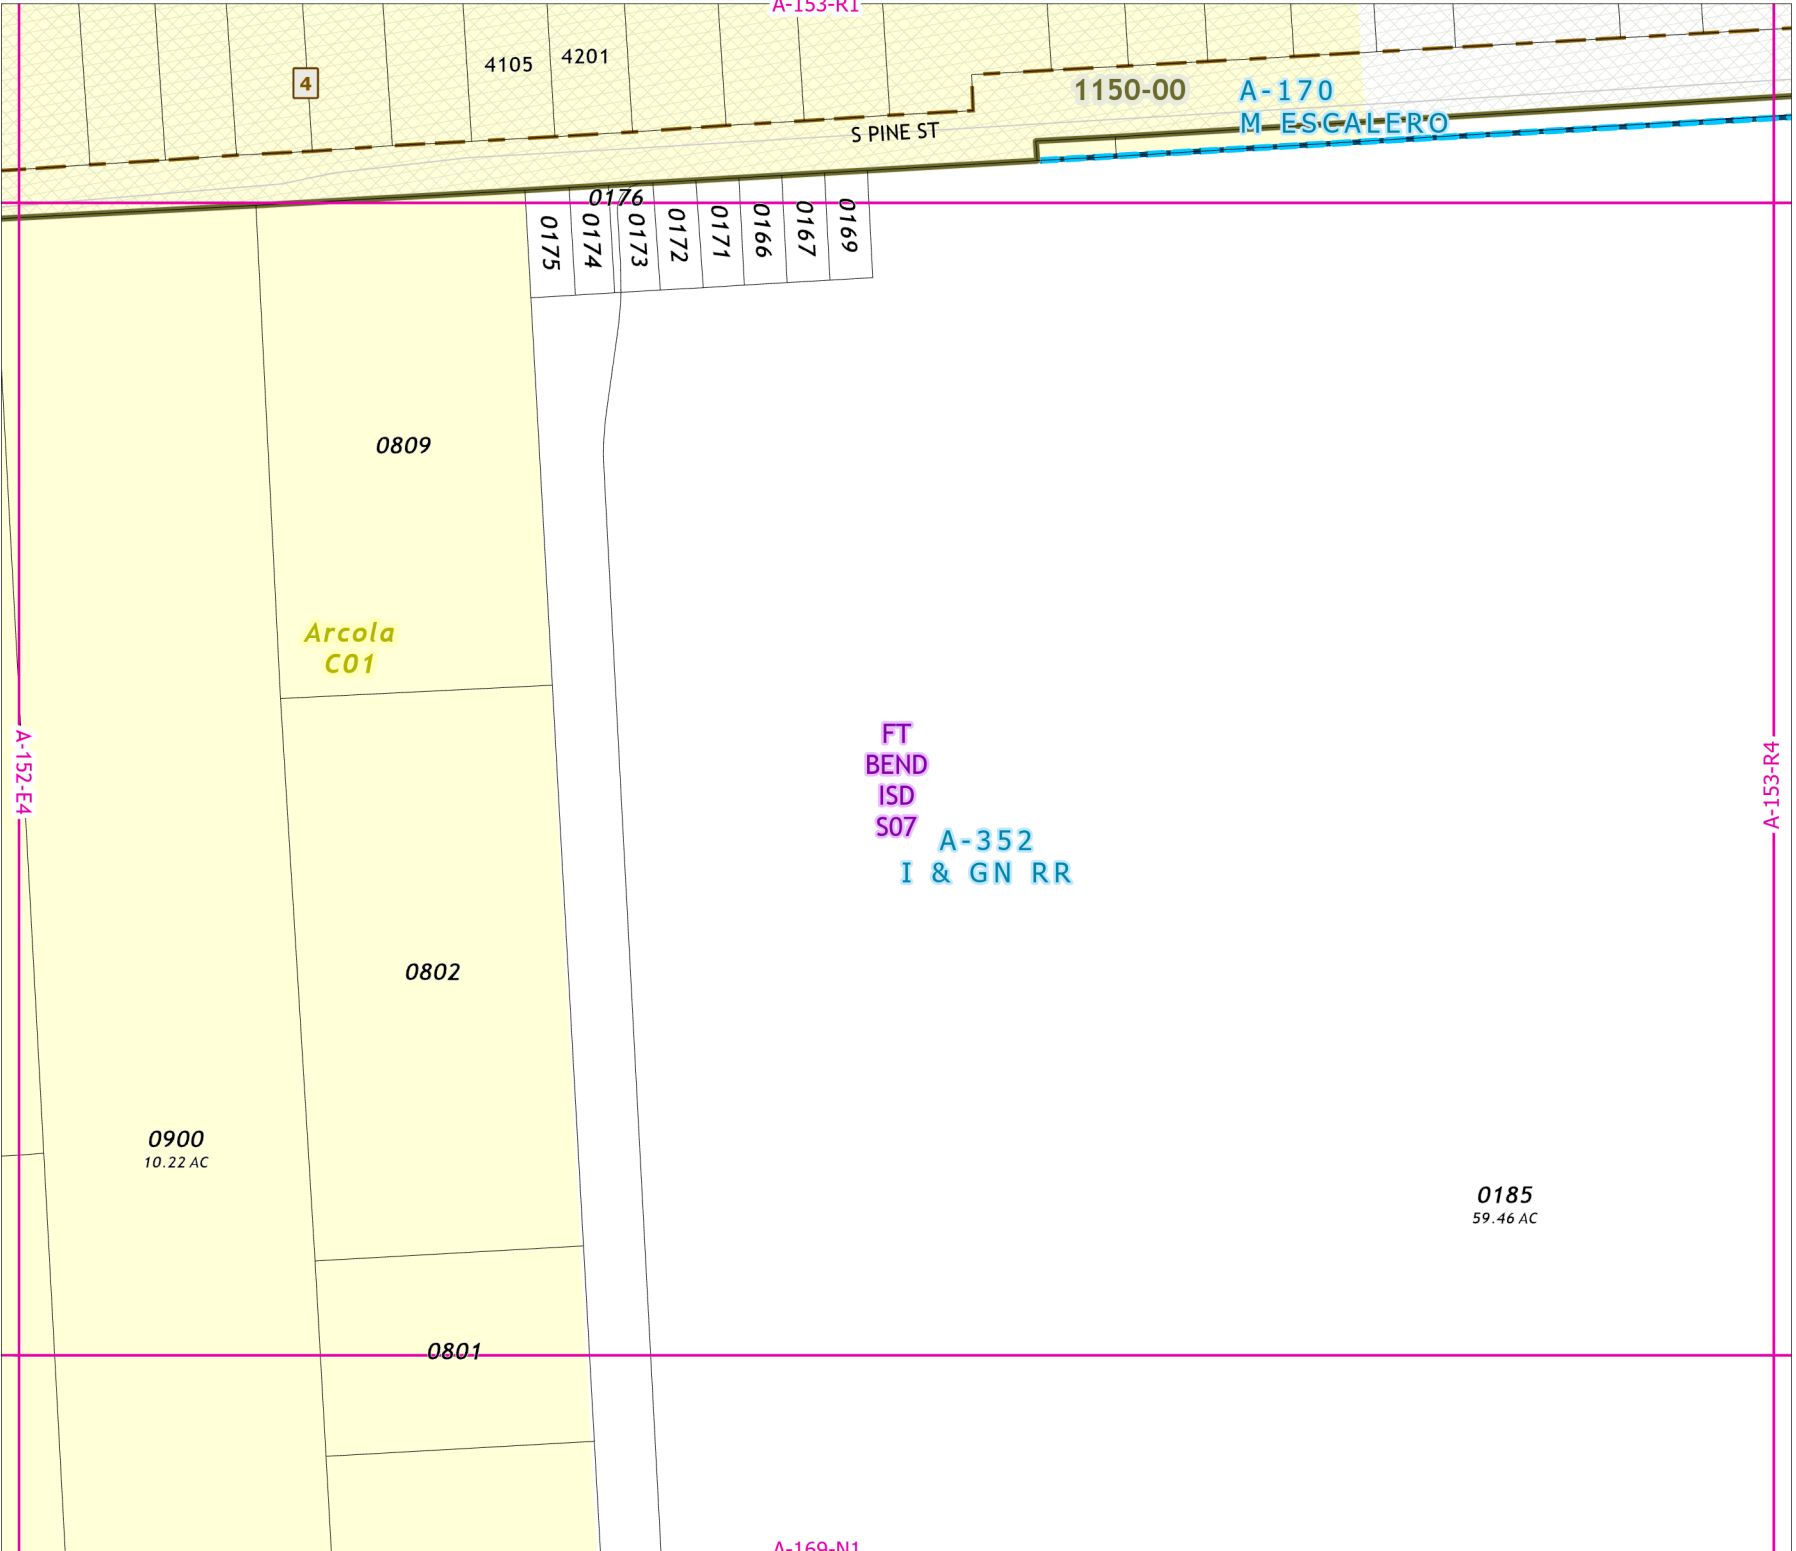 A-153-R1
4105
4201
4
1150-00
A-170
M ESCALERO
S PINE ST
0176
0175
0174
0173
0172
0171
0166
0167
0169
0809
Arcola
C01
A-152-E4
FT
BEND
ISD
S07
A-153-R4
A-352
I & GN RR
0802
0900
10.22 AC
0185
59.46 AC
0801
A-169-N1